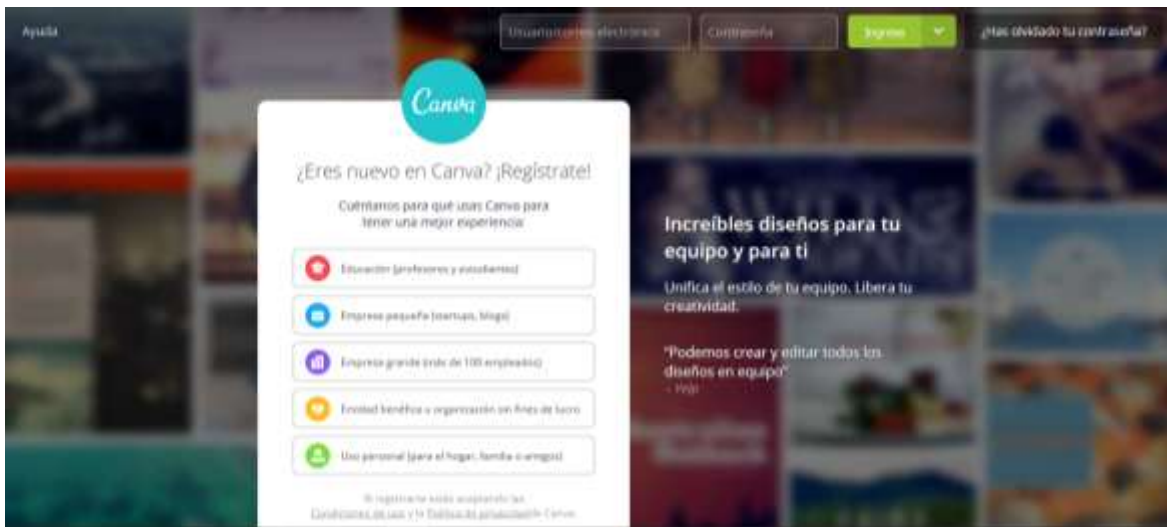 Ayuda
Usuario/correo electrónico
Contraseña
Ingresa
¿Has olvidado tu contraseña?
Canva
¿Eres nuevo en Canva? ¡Regístrate!
Cuéntanos para qué usas Canva para
tener una mejor experiencia:
Educación (profesores y estudiantes)
Empresa pequeña (startups, blogs)
Empresa grande (más de 100 empleados)
Entidad benéfica u organización sin fines de lucro
Uso personal (para el hogar, familia o amigos)
Al registrarte estás aceptando las
Condiciones de uso y la Política de privacidad de Canva.
Increíbles diseños para tu
equipo y para ti
Unifica el estilo de tu equipo. Libera tu
creatividad.
"Podemos crear y editar todos los
diseños en equipo"
– Yelp